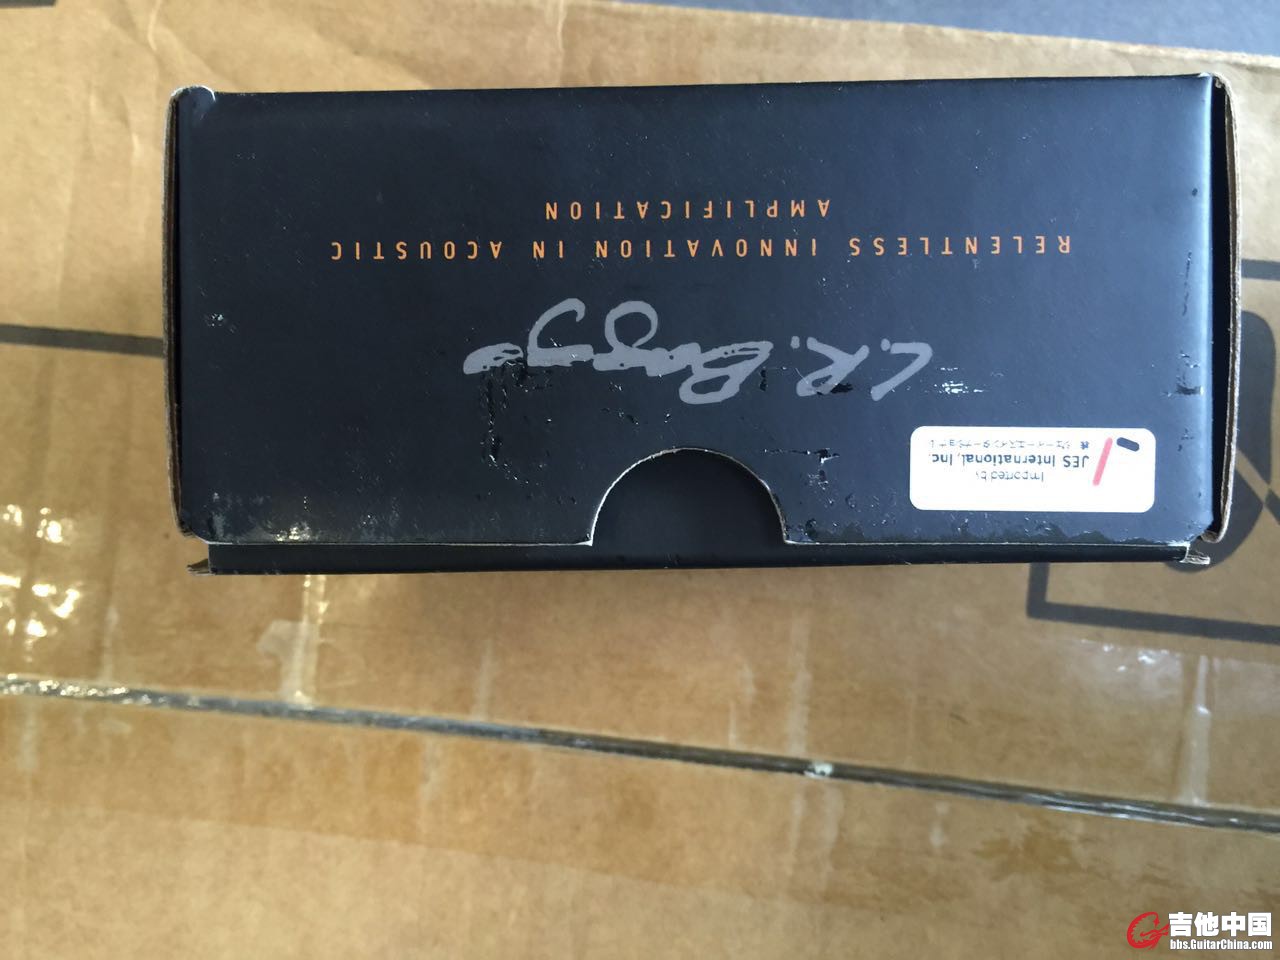 L.R. Baggs
RELENTLESS INNOVATION IN ACOUSTIC
AMPLIFICATION
Imported by
JES International, Inc
吉他中国
bbs.GuitarChina.com